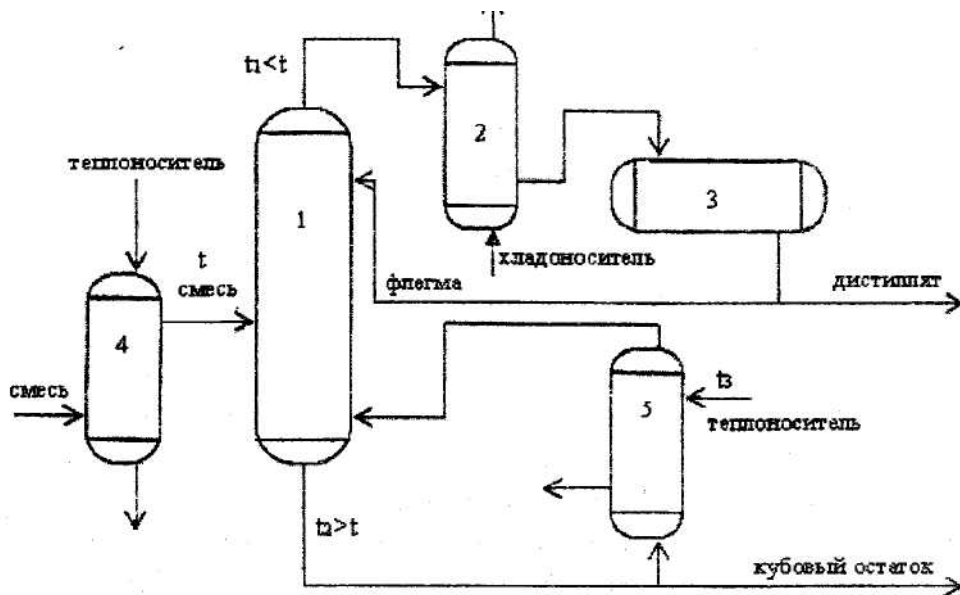 t1<t
2
теплоноситель
3
1
t
смесь
хладоноситель
флегма
дистиллят
4
смесь
t3
5
теплоноситель
t2>t
кубовый остаток